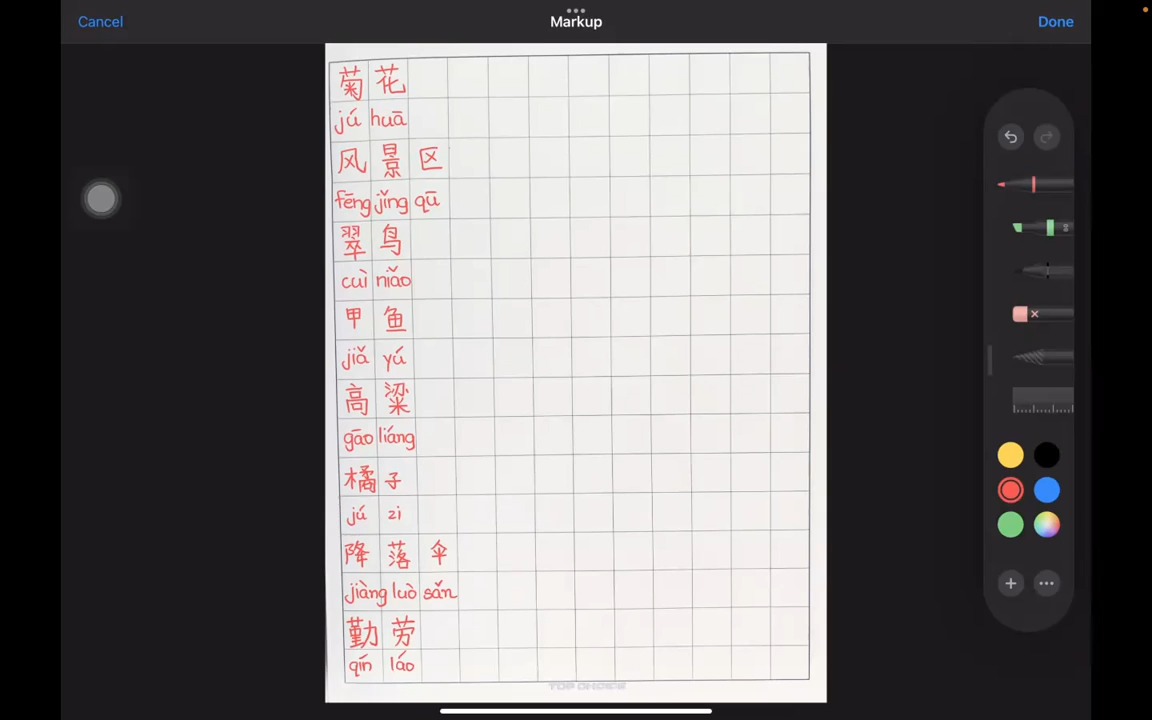 Cancel
Markup
Done
菊 花
jú huā
风 景 区
fēng jǐng qū
翠 鸟
cuì niǎo
甲 鱼
jiǎ yú
高 粱
gāo liáng
橘 子
jú zi
降 落 伞
jiàng luò sǎn
勤 劳
qín láo
TOP CHOICE